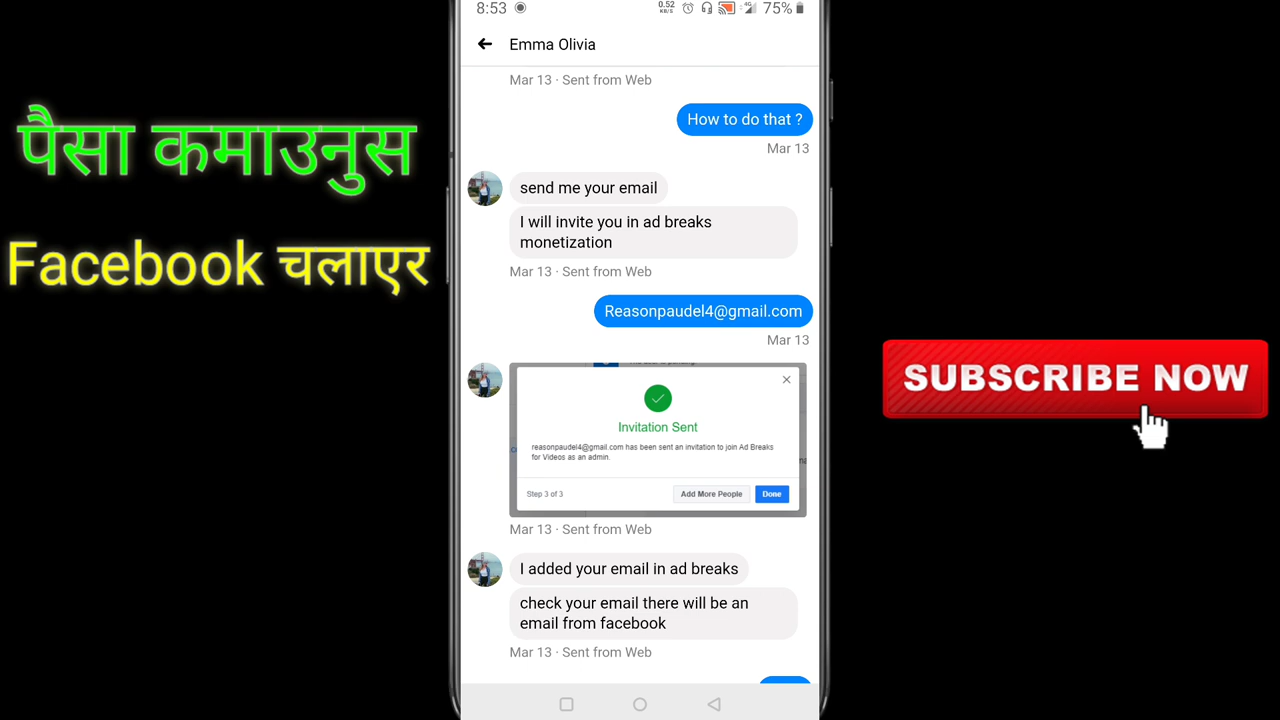 पैसा कमाउनुस
Facebook चलाएर
8:53
0.52
KB/S
4G
75%
Emma Olivia
Mar 13 · Sent from Web
How to do that ?
Mar 13
send me your email
I will invite you in ad breaks
monetization
Mar 13 · Sent from Web
Reasonpaudel4@gmail.com
Mar 13
Invitation Sent
reasonpaudel4@gmail.com has been sent an invitation to join Ad Breaks
for Videos as an admin.
Step 3 of 3
Add More People
Done
Mar 13 · Sent from Web
I added your email in ad breaks
check your email there will be an
email from facebook
Mar 13 · Sent from Web
SUBSCRIBE NOW